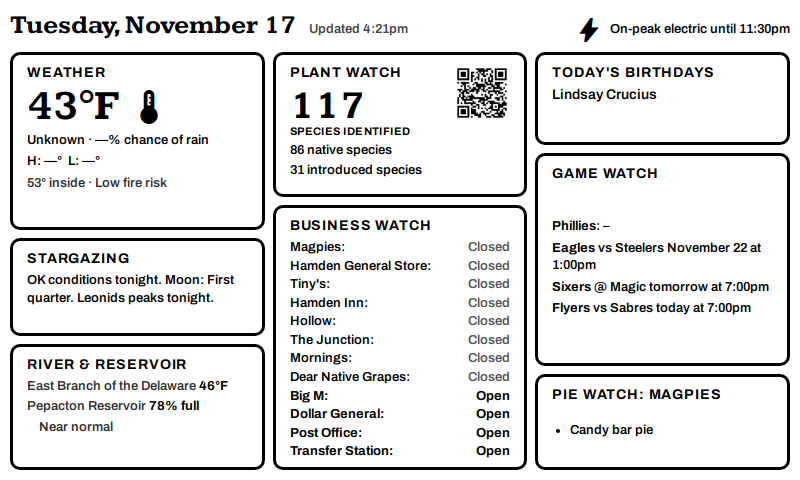 Tuesday, November 17 Updated 4:21pm
On-peak electric until 11:30pm
WEATHER
43°F
Unknown · —% chance of rain
H: —° L: —°
53° inside · Low fire risk
STARGAZING
OK conditions tonight. Moon: First
quarter. Leonids peaks tonight.
RIVER & RESERVOIR
East Branch of the Delaware 46°F
Pepacton Reservoir 78% full
Near normal
PLANT WATCH
117
SPECIES IDENTIFIED
86 native species
31 introduced species
BUSINESS WATCH
Magpies: Closed
Hamden General Store: Closed
Tiny's: Closed
Hamden Inn: Closed
Hollow: Closed
The Junction: Closed
Mornings: Closed
Dear Native Grapes: Closed
Big M: Open
Dollar General: Open
Post Office: Open
Transfer Station: Open
TODAY'S BIRTHDAYS
Lindsay Crucius
GAME WATCH
Phillies: –
Eagles vs Steelers November 22 at
1:00pm
Sixers @ Magic tomorrow at 7:00pm
Flyers vs Sabres today at 7:00pm
PIE WATCH: MAGPIES
• Candy bar pie